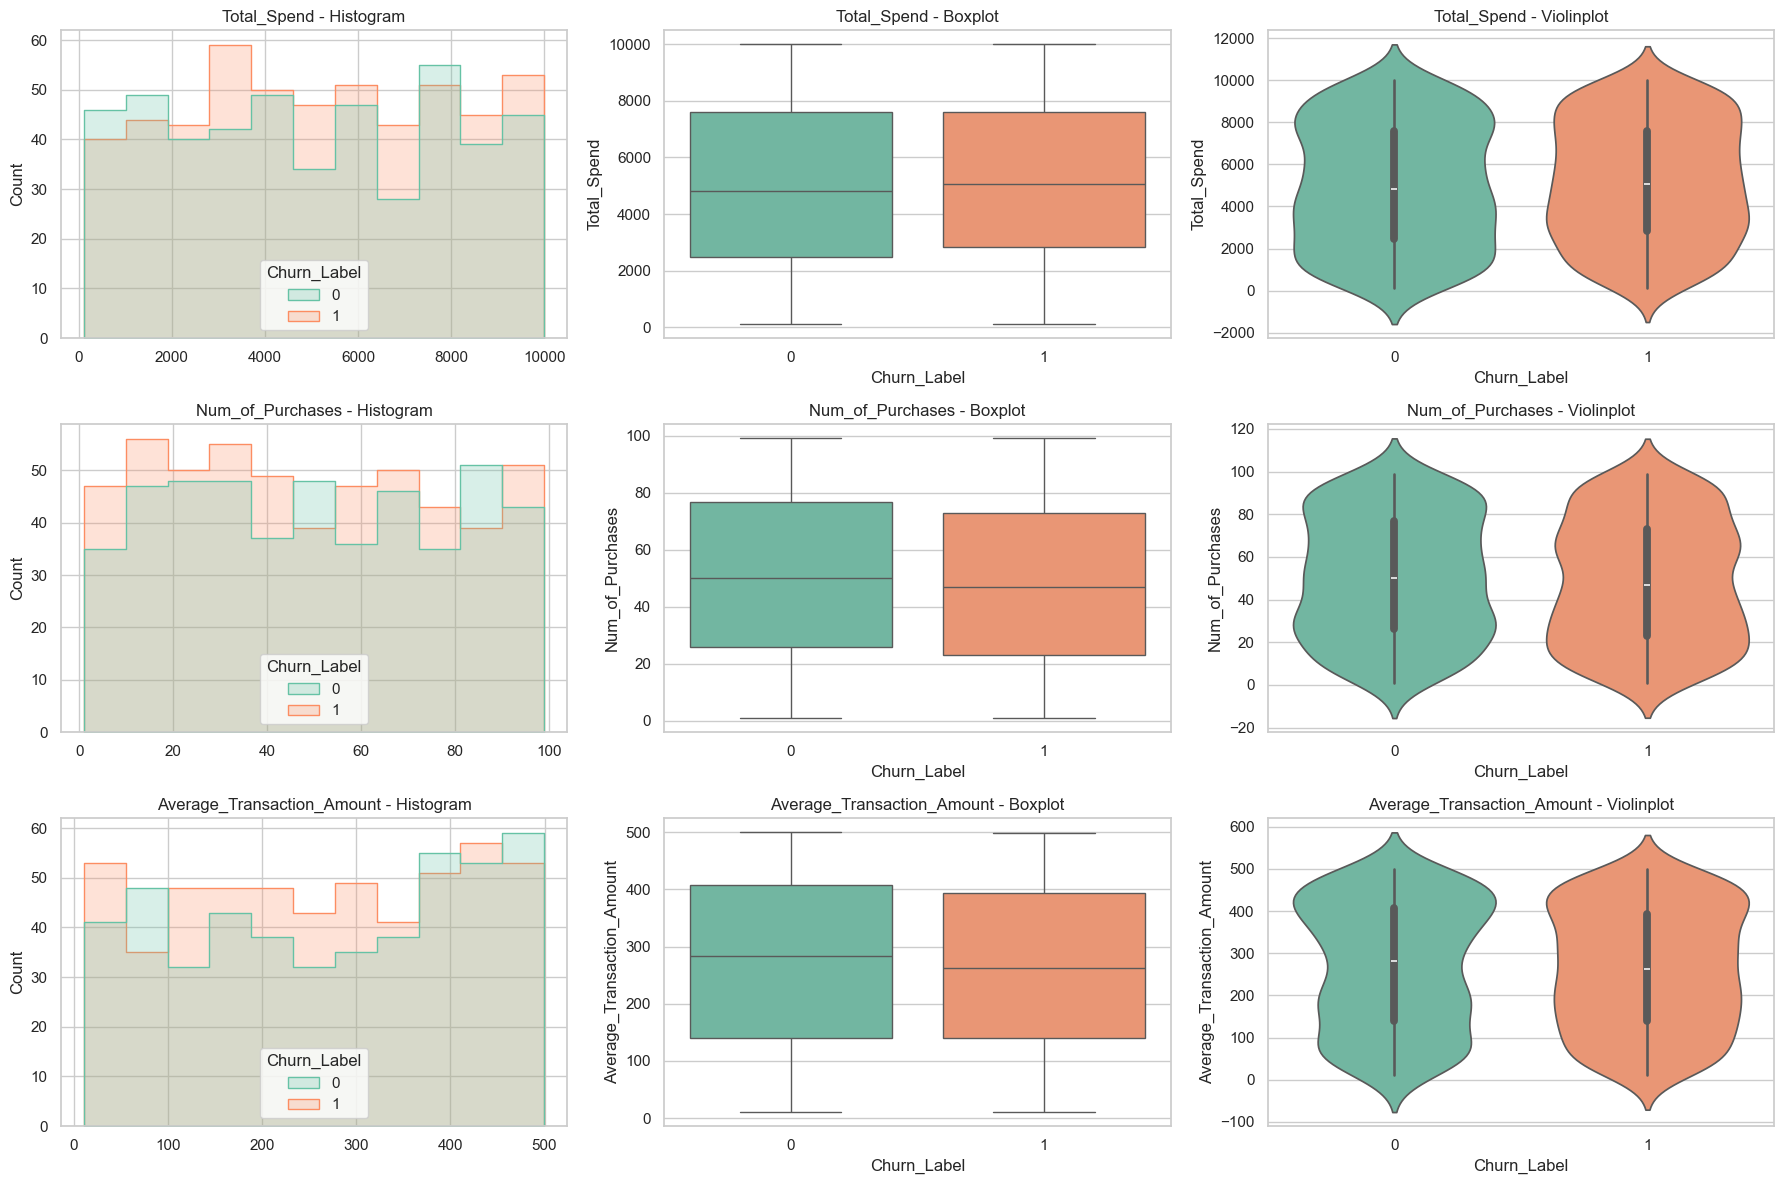 Total_Spend - Histogram
Count
60
50
40
30
20
10
0
Churn_Label
0
1
0 2000 4000 6000 8000 10000
Total_Spend - Boxplot
Total_Spend
10000
8000
6000
4000
2000
0
0 1
Churn_Label
Total_Spend - Violinplot
Total_Spend
12000
10000
8000
6000
4000
2000
0
−2000
0 1
Churn_Label
Num_of_Purchases - Histogram
Count
50
40
30
20
10
0
Churn_Label
0
1
0 20 40 60 80 100
Num_of_Purchases - Boxplot
Num_of_Purchases
100
80
60
40
20
0
0 1
Churn_Label
Num_of_Purchases - Violinplot
Num_of_Purchases
120
100
80
60
40
20
0
−20
0 1
Churn_Label
Average_Transaction_Amount - Histogram
Count
60
50
40
30
20
10
0
Churn_Label
0
1
0 100 200 300 400 500
Average_Transaction_Amount - Boxplot
Average_Transaction_Amount
500
400
300
200
100
0
0 1
Churn_Label
Average_Transaction_Amount - Violinplot
Average_Transaction_Amount
600
500
400
300
200
100
0
−100
0 1
Churn_Label